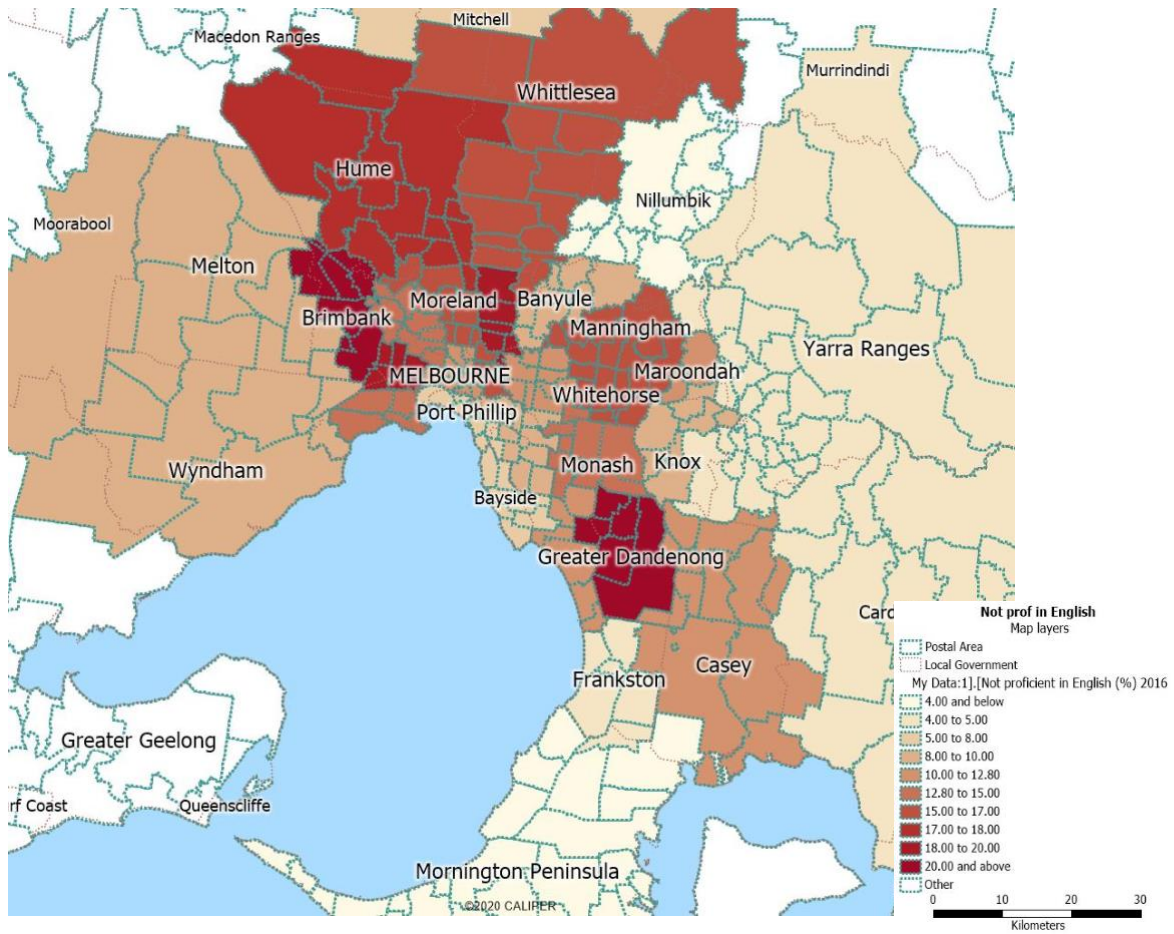 Mitchell
Macedon Ranges
Murrindindi
Whittlesea
Hume
Nillumbik
Moorabool
Melton
Moreland
Banyule
Brimbank
Manningham
Yarra Ranges
MELBOURNE
Maroondah
Whitehorse
Port Phillip
Wyndham
Monash
Knox
Bayside
Greater Dandenong
Card
Casey
Frankston
Greater Geelong
rf Coast
Queenscliffe
Mornington Peninsula
©2020 CALIPER
Not prof in English
Map layers
Postal Area
Local Government
My Data:1].[Not proficient in English (%) 2016
4.00 and below
4.00 to 5.00
5.00 to 8.00
8.00 to 10.00
10.00 to 12.80
12.80 to 15.00
15.00 to 17.00
17.00 to 18.00
18.00 to 20.00
20.00 and above
Other
0 10 20 30
Kilometers